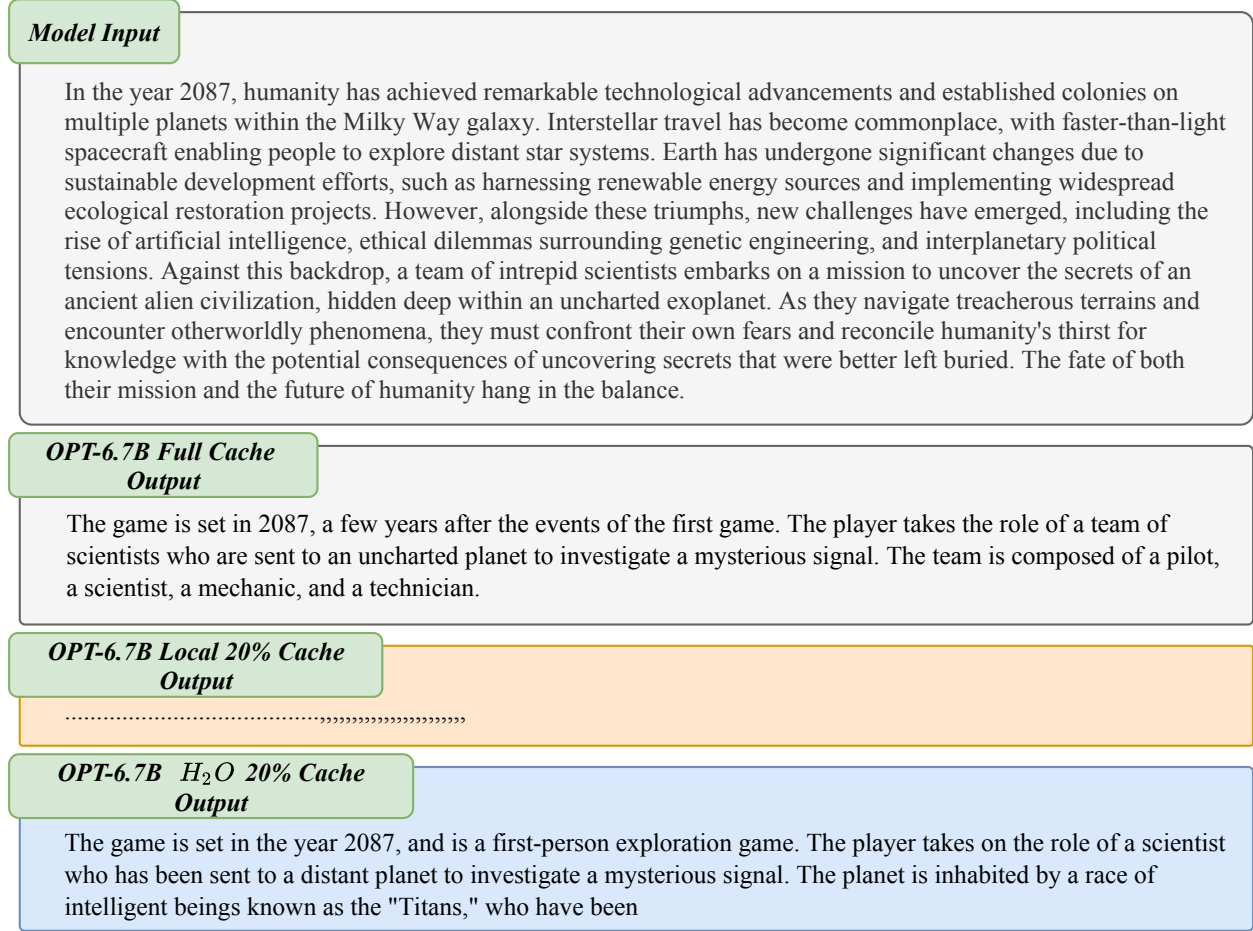 Model Input
In the year 2087, humanity has achieved remarkable technological advancements and established colonies on
multiple planets within the Milky Way galaxy. Interstellar travel has become commonplace, with faster-than-light
spacecraft enabling people to explore distant star systems. Earth has undergone significant changes due to
sustainable development efforts, such as harnessing renewable energy sources and implementing widespread
ecological restoration projects. However, alongside these triumphs, new challenges have emerged, including the
rise of artificial intelligence, ethical dilemmas surrounding genetic engineering, and interplanetary political
tensions. Against this backdrop, a team of intrepid scientists embarks on a mission to uncover the secrets of an
ancient alien civilization, hidden deep within an uncharted exoplanet. As they navigate treacherous terrains and
encounter otherworldly phenomena, they must confront their own fears and reconcile humanity's thirst for
knowledge with the potential consequences of uncovering secrets that were better left buried. The fate of both
their mission and the future of humanity hang in the balance.
OPT-6.7B Full Cache
Output
The game is set in 2087, a few years after the events of the first game. The player takes the role of a team of
scientists who are sent to an uncharted planet to investigate a mysterious signal. The team is composed of a pilot,
a scientist, a mechanic, and a technician.
OPT-6.7B Local 20% Cache
Output
........................................,,,,,,,,,,,,,,,,,,,,,,,
OPT-6.7B H₂O 20% Cache
Output
The game is set in the year 2087, and is a first-person exploration game. The player takes on the role of a scientist
who has been sent to a distant planet to investigate a mysterious signal. The planet is inhabited by a race of
intelligent beings known as the "Titans," who have been